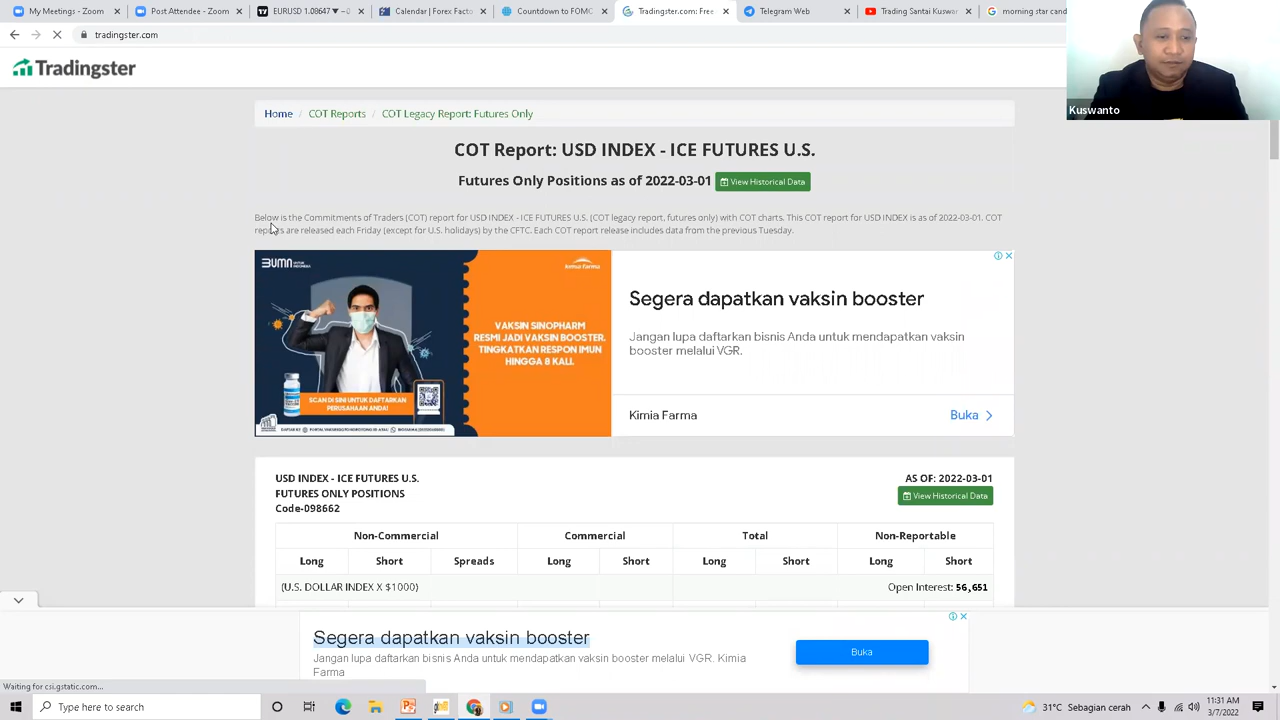 My Meetings - Zoom
Post Attendee - Zoom
EURUSD 1.08647 ▼ −0
Calendar | Forex Facto
Countdown to FOMC
Tradingster.com: Free
Telegram Web
Trading Santai Kuswa
morning star cand
tradingster.com
Tradingster
Kuswanto
Home / COT Reports / COT Legacy Report: Futures Only
COT Report: USD INDEX - ICE FUTURES U.S.
Futures Only Positions as of 2022-03-01 View Historical Data
Below is the Commitments of Traders (COT) report for USD INDEX - ICE FUTURES U.S. (COT legacy report, futures only) with COT charts. This COT report for USD INDEX is as of 2022-03-01. COT
reports are released each Friday (except for U.S. holidays) by the CFTC. Each COT report release includes data from the previous Tuesday.
BUMN
kimia farma
VAKSIN SINOPHARM
RESMI JADI VAKSIN BOOSTER.
TINGKATKAN RESPON IMUN
HINGGA 8 KALI.
SCAN DI SINI UNTUK DAFTARKAN
PERUSAHAAN ANDA!
Segera dapatkan vaksin booster
Jangan lupa daftarkan bisnis Anda untuk mendapatkan vaksin
booster melalui VGR.
Kimia Farma
Buka
USD INDEX - ICE FUTURES U.S.
FUTURES ONLY POSITIONS
Code-098662
AS OF: 2022-03-01
View Historical Data
Non-Commercial Commercial Total Non-Reportable
Long Short Spreads Long Short Long Short Long Short
(U.S. DOLLAR INDEX X $1000) Open Interest: 56,651
Segera dapatkan vaksin booster
Jangan lupa daftarkan bisnis Anda untuk mendapatkan vaksin booster melalui VGR. Kimia
Farma
Buka
Waiting for csi.gstatic.com...
Type here to search
31°C Sebagian cerah
11:31 AM
3/7/2022